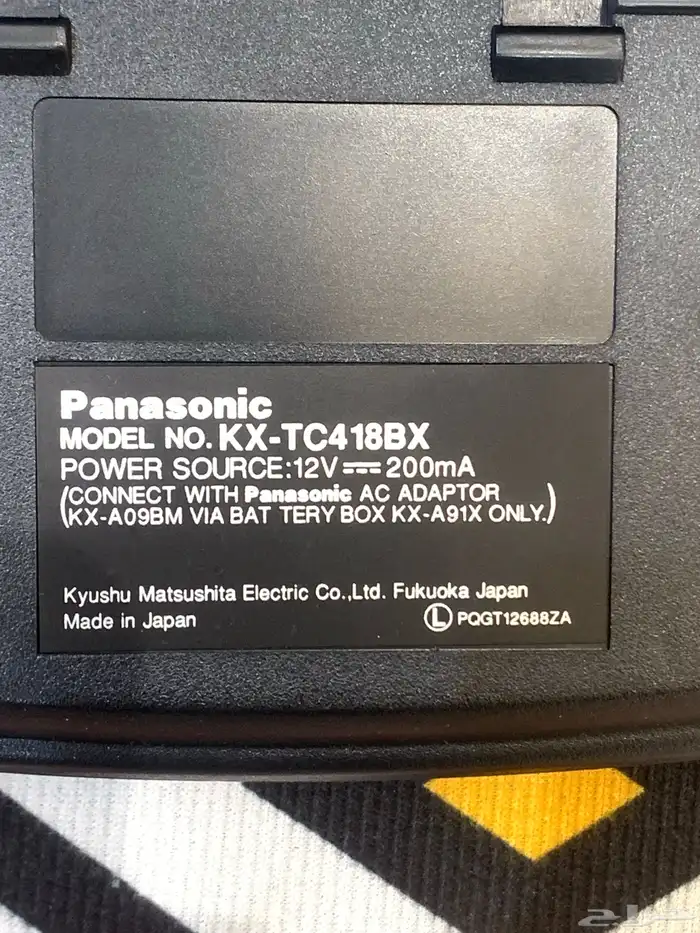 Panasonic
MODEL NO. KX-TC418BX
POWER SOURCE:12V⎓200mA
(CONNECT WITH Panasonic AC ADAPTOR
KX-A09BM VIA BAT TERY BOX KX-A91X ONLY.)
Kyushu Matsushita Electric Co.,Ltd. Fukuoka Japan
Made in Japan
Ⓛ PQGT12688ZA
حراج